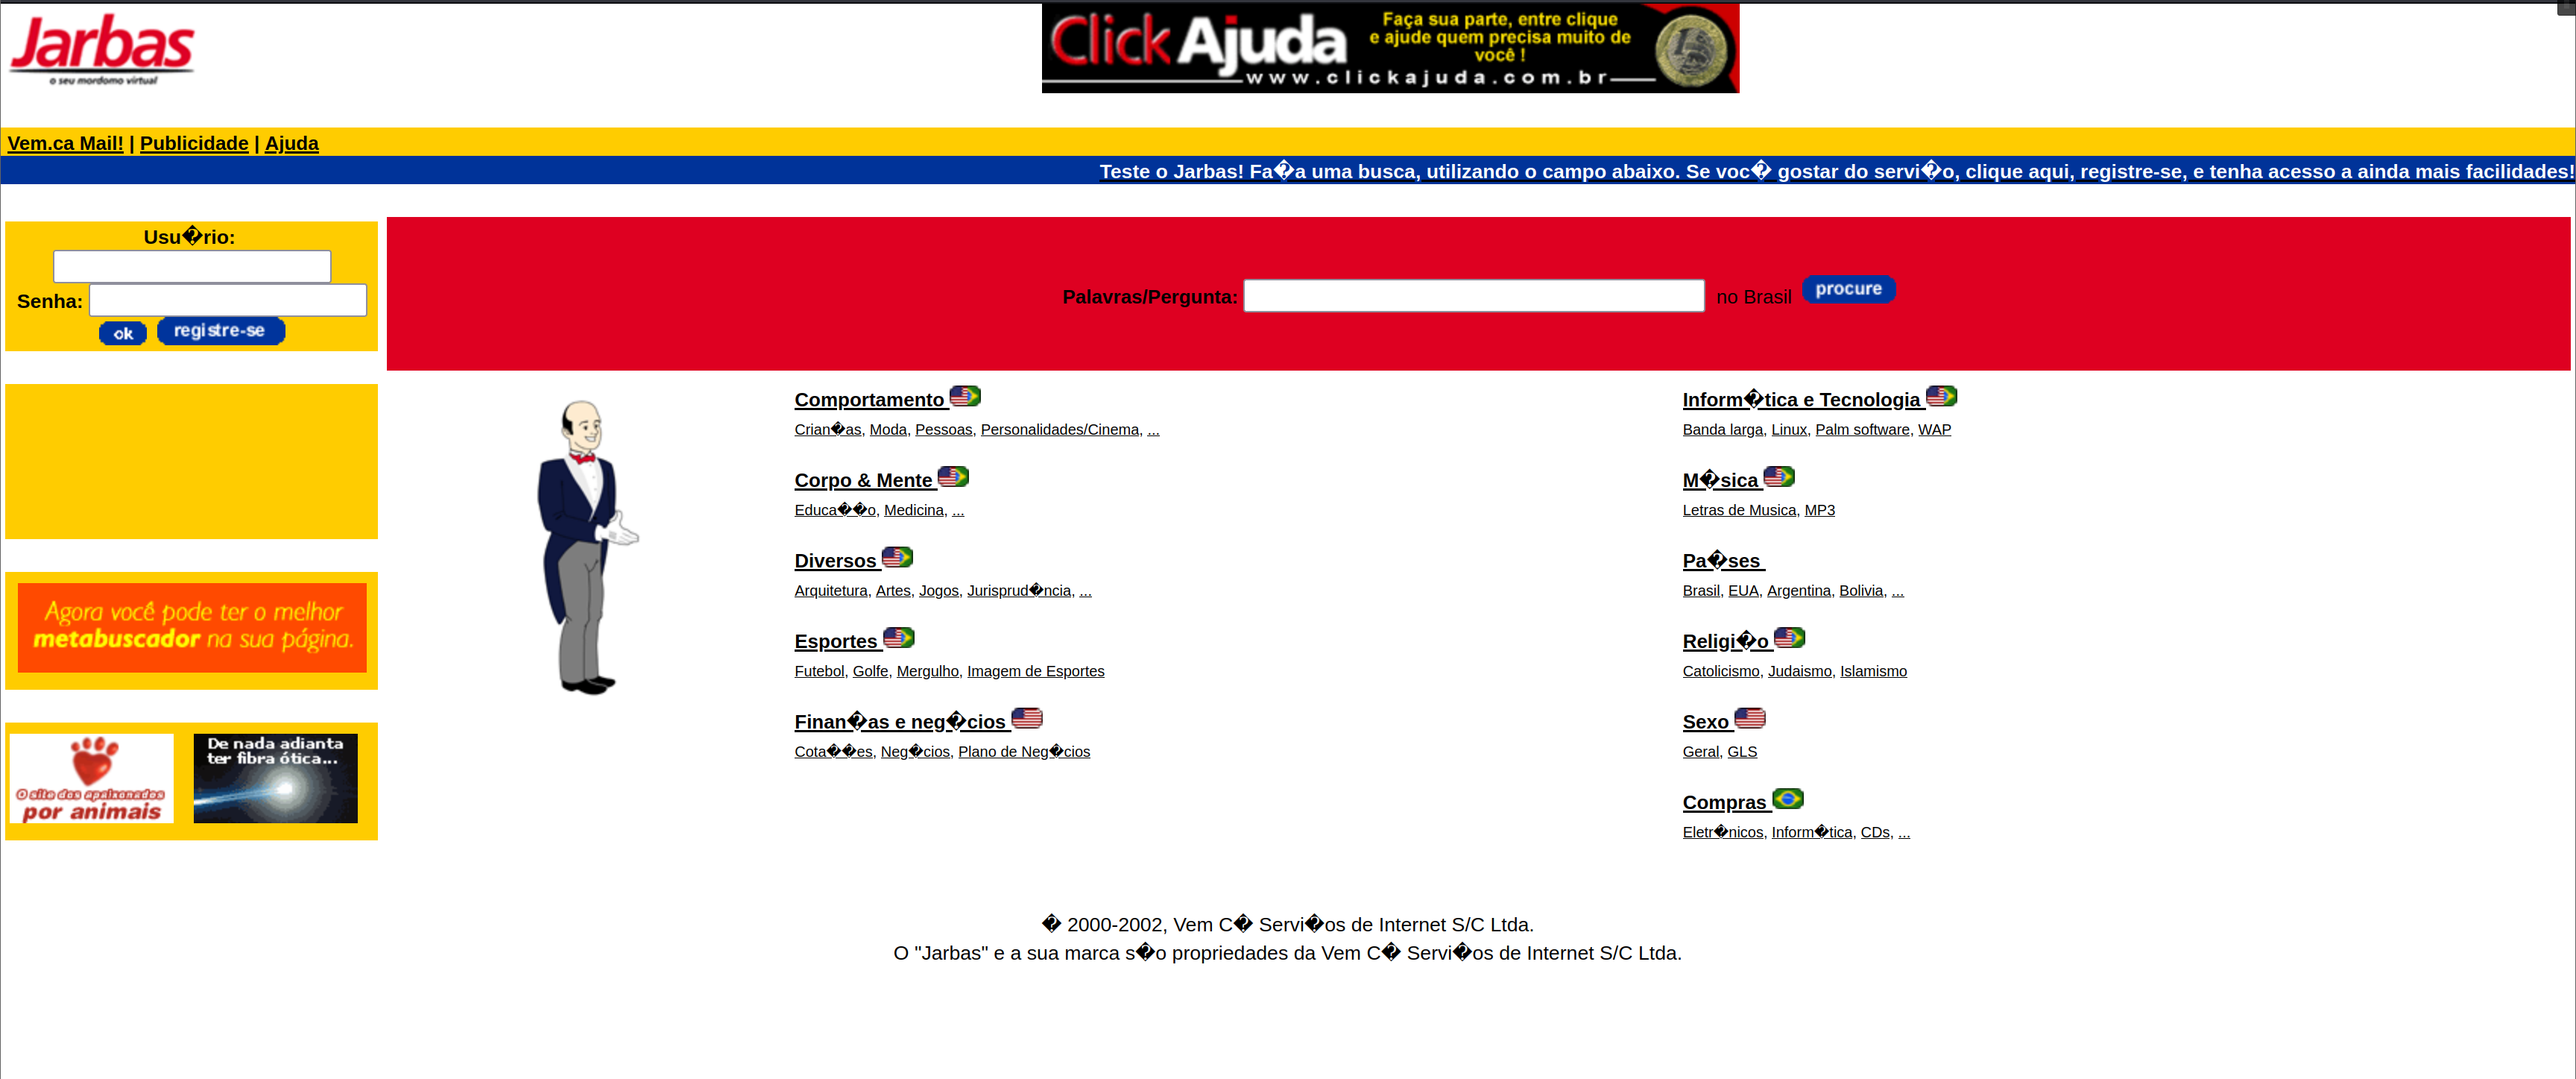 Jarbas
o seu mordomo virtual
ClickAjuda
Faça sua parte, entre clique
e ajude quem precisa muito de
você !
www.clickajuda.com.br
Vem.ca Mail! | Publicidade | Ajuda
Teste o Jarbas! Fa�a uma busca, utilizando o campo abaixo. Se voc� gostar do servi�o, clique aqui, registre-se, e tenha acesso a ainda mais facilidades!
Usu�rio:
Senha:
ok registre-se
Palavras/Pergunta: no Brasil procure
Agora você pode ter o melhor
metabuscador na sua página.
O site dos apaixonados
por animais
De nada adianta
ter fibra ótica...
Comportamento
Crian�as, Moda, Pessoas, Personalidades/Cinema, ...
Corpo & Mente
Educa��o, Medicina, ...
Diversos
Arquitetura, Artes, Jogos, Jurisprud�ncia, ...
Esportes
Futebol, Golfe, Mergulho, Imagem de Esportes
Finan�as e neg�cios
Cota��es, Neg�cios, Plano de Neg�cios
Inform�tica e Tecnologia
Banda larga, Linux, Palm software, WAP
M�sica
Letras de Musica, MP3
Pa�ses
Brasil, EUA, Argentina, Bolivia, ...
Religi�o
Catolicismo, Judaismo, Islamismo
Sexo
Geral, GLS
Compras
Eletr�nicos, Inform�tica, CDs, ...
� 2000-2002, Vem C� Servi�os de Internet S/C Ltda.
O "Jarbas" e a sua marca s�o propriedades da Vem C� Servi�os de Internet S/C Ltda.